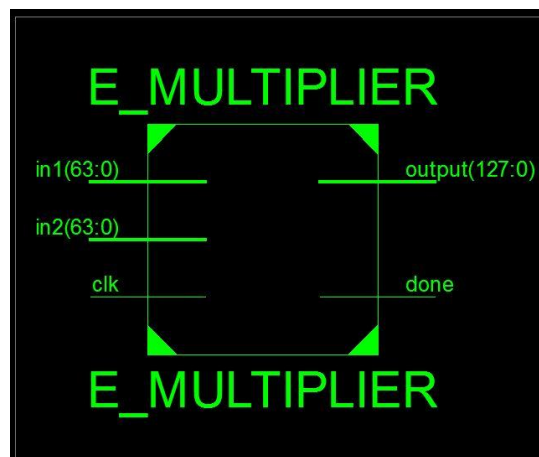 E_MULTIPLIER
in1(63:0)
output(127:0)
in2(63:0)
clk
done
E_MULTIPLIER